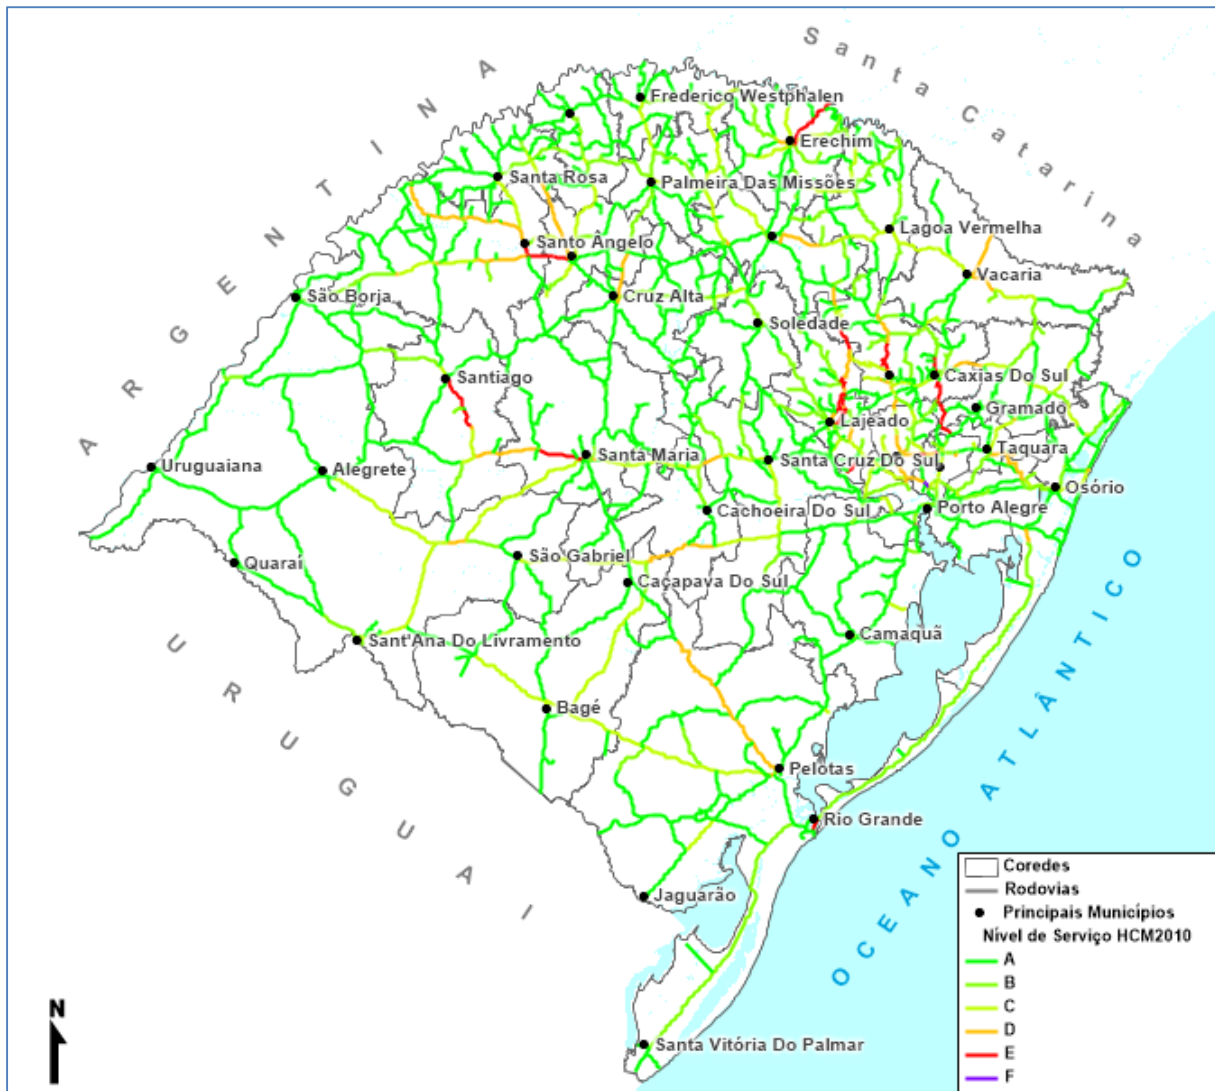 Santa Catarina
ARGENTINA
Frederico Westphalen
Erechim
Santa Rosa
Palmeira Das Missões
Lagoa Vermelha
Santo Ângelo
Vacaria
São Borja
Cruz Alta
Soledade
Santiago
Caxias Do Sul
Gramado
Lajeado
Taquara
Santa Maria
Santa Cruz Do Sul
Uruguaiana
Alegrete
Osório
Cachoeira Do Sul
Porto Alegre
São Gabriel
Quaraí
Caçapava Do Sul
Camaquã
Sant'Ana Do Livramento
URUGUAI
Bagé
Pelotas
Rio Grande
OCEANO ATLÂNTICO
Jaguarão
Santa Vitória Do Palmar
N
Coredes
Rodovias
Principais Municípios
Nível de Serviço HCM2010
A
B
C
D
E
F